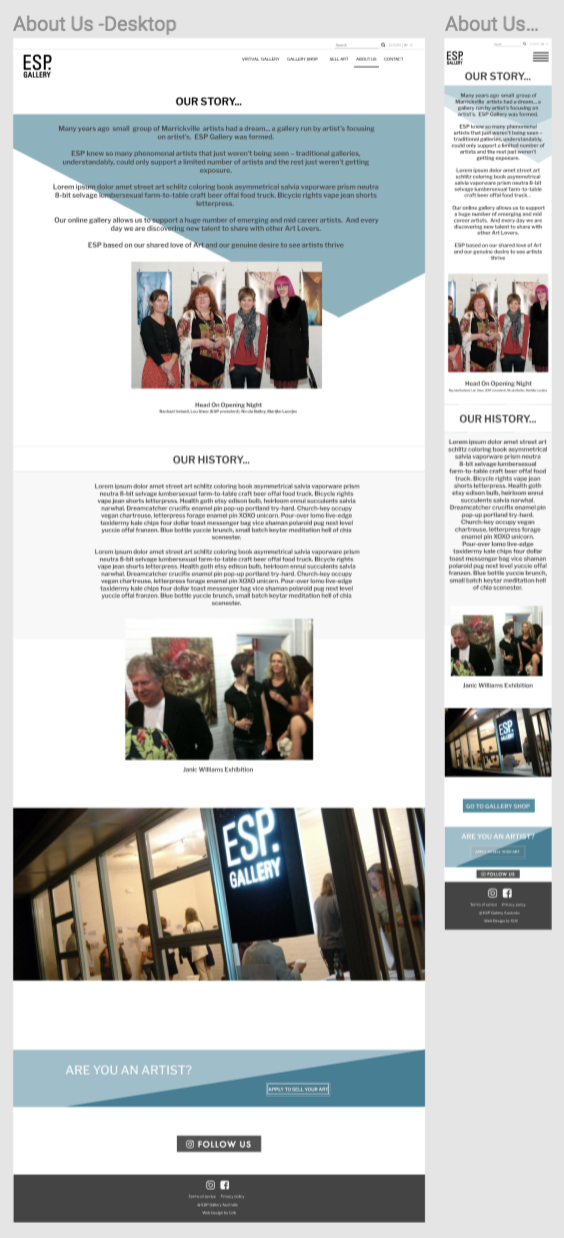 About Us -Desktop
Search
ESP.
GALLERY
VIRTUAL GALLERY GALLERY SHOP SELL ART ABOUT US CONTACT
OUR STORY...
Many years ago small group of Marrickville artists had a dream... a gallery run by artist's focusing
on artist's. ESP Gallery was formed.
ESP knew so many phenomenal artists that just weren't being seen – traditional galleries,
understandably, could only support a limited number of artists and the rest just weren't getting
exposure.
Lorem ipsum dolor amet street art schlitz coloring book asymmetrical salvia vaporware prism neutra
8-bit selvage lumbersexual farm-to-table craft beer offal food truck. Bicycle rights vape jean shorts
letterpress.
Our online gallery allows us to support a huge number of emerging and mid career artists. And every
day we are discovering new talent to share with other Art Lovers.
ESP based on our shared love of Art and our genuine desire to see artists thrive
Head On Opening Night
OUR HISTORY...
Lorem ipsum dolor amet street art schlitz coloring book asymmetrical salvia vaporware prism
neutra 8-bit selvage lumbersexual farm-to-table craft beer offal food truck. Bicycle rights
vape jean shorts letterpress. Health goth etsy edison bulb, heirloom ennui succulents salvia
narwhal. Dreamcatcher crucifix enamel pin pop-up portland try-hard. Church-key occupy
vegan chartreuse, letterpress forage enamel pin XOXO unicorn. Pour-over lomo live-edge
taxidermy kale chips four dollar toast messenger bag vice shaman polaroid pug next level
yuccie offal franzen. Blue bottle yuccie brunch, small batch keytar meditation hell of chia
scenester.
Lorem ipsum dolor amet street art schlitz coloring book asymmetrical salvia vaporware prism
neutra 8-bit selvage lumbersexual farm-to-table craft beer offal food truck. Bicycle rights
vape jean shorts letterpress. Health goth etsy edison bulb, heirloom ennui succulents salvia
narwhal. Dreamcatcher crucifix enamel pin pop-up portland try-hard. Church-key occupy
vegan chartreuse, letterpress forage enamel pin XOXO unicorn. Pour-over lomo live-edge
taxidermy kale chips four dollar toast messenger bag vice shaman polaroid pug next level
yuccie offal franzen. Blue bottle yuccie brunch, small batch keytar meditation hell of chia
scenester.
Janic Williams Exhibition
ESP.
GALLERY
ARE YOU AN ARTIST?
APPLY TO SELL YOUR ART
FOLLOW US
Terms of service Privacy policy
@ESP Gallery Australia
About Us...
ESP.
GALLERY
OUR STORY...
Many years ago small group of
Marrickville artists had a dream... a
gallery run by artist's focusing on
artist's. ESP Gallery was formed.
ESP knew so many phenomenal
artists that just weren't being seen –
traditional galleries, understandably,
could only support a limited number of
artists and the rest just weren't
getting exposure.
Lorem ipsum dolor amet street art
schlitz coloring book asymmetrical
salvia vaporware prism neutra 8-bit
selvage lumbersexual farm-to-table
craft beer offal food truck...
Our online gallery allows us to support
a huge number of emerging and mid
career artists. And every day we are
discovering new talent to share with
other Art Lovers.
ESP based on our shared love of Art
and our genuine desire to see artists
thrive
Head On Opening Night
OUR HISTORY...
Lorem ipsum dolor amet street art
schlitz coloring book asymmetrical
salvia vaporware prism neutra
8-bit selvage lumbersexual
farm-to-table craft beer offal food
truck. Bicycle rights vape jean
shorts letterpress. Health goth
etsy edison bulb, heirloom ennui
succulents salvia narwhal.
Dreamcatcher crucifix enamel pin
pop-up portland try-hard.
Church-key occupy vegan
chartreuse, letterpress forage
enamel pin XOXO unicorn.
Pour-over lomo live-edge
taxidermy kale chips four dollar
toast messenger bag vice shaman
polaroid pug next level yuccie offal
franzen. Blue bottle yuccie brunch,
small batch keytar meditation hell
of chia scenester.
Janic Williams Exhibition
ESP.
GALLERY
GO TO GALLERY SHOP
ARE YOU AN ARTIST?
APPLY TO SELL YOUR ART
FOLLOW US
Terms of service Privacy policy
@ESP Gallery Australia